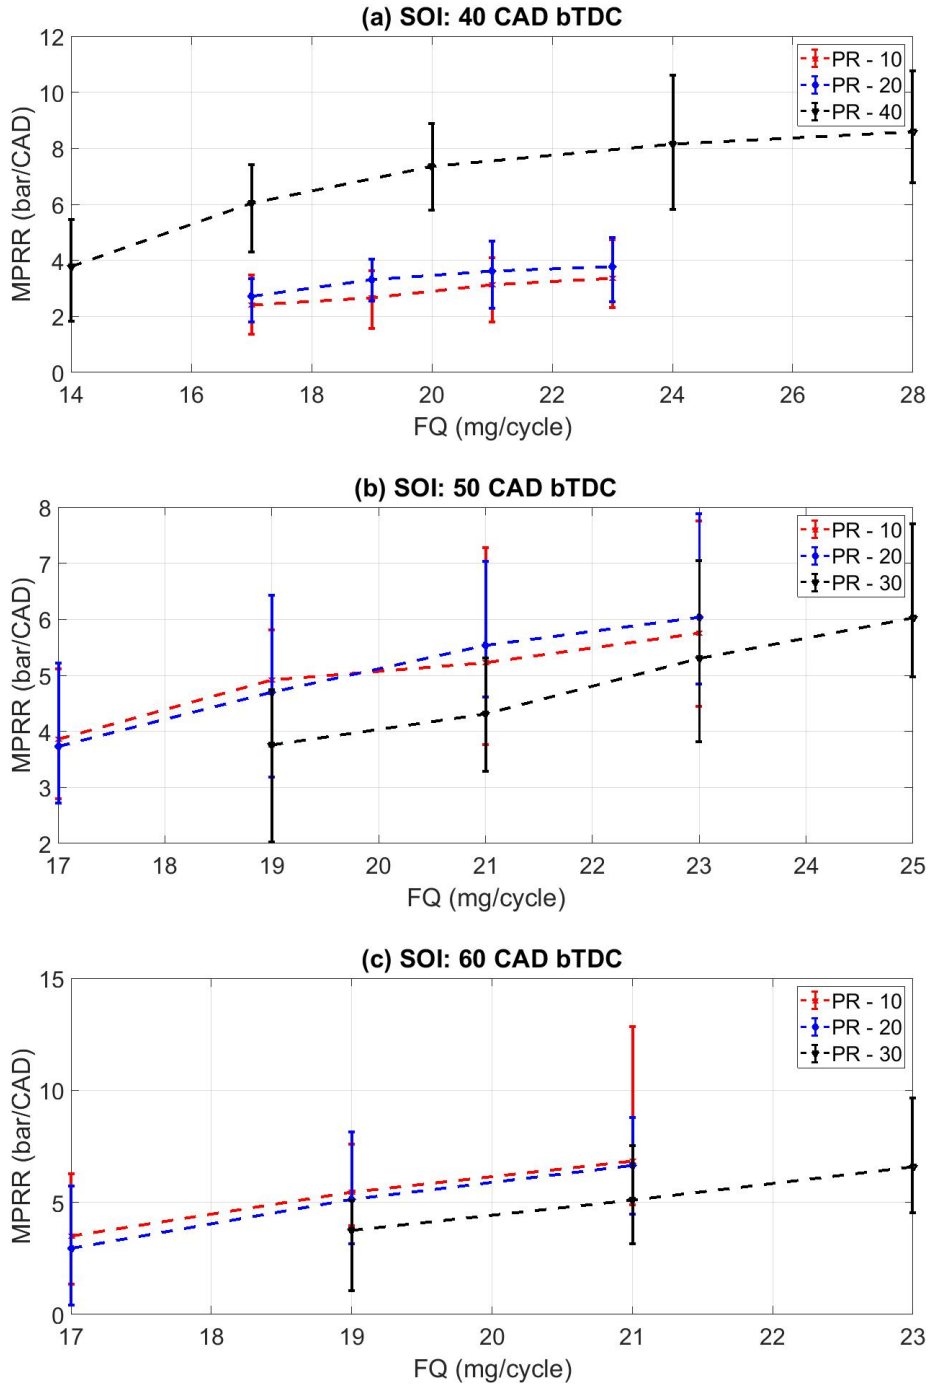 (a) SOI: 40 CAD bTDC
12
10
8
6
4
2
0
MPRR (bar/CAD)
PR - 10
PR - 20
PR - 40
14 16 18 20 22 24 26 28
FQ (mg/cycle)
(b) SOI: 50 CAD bTDC
8
7
6
5
4
3
2
MPRR (bar/CAD)
PR - 10
PR - 20
PR - 30
17 18 19 20 21 22 23 24 25
FQ (mg/cycle)
(c) SOI: 60 CAD bTDC
15
10
5
0
MPRR (bar/CAD)
PR - 10
PR - 20
PR - 30
17 18 19 20 21 22 23
FQ (mg/cycle)